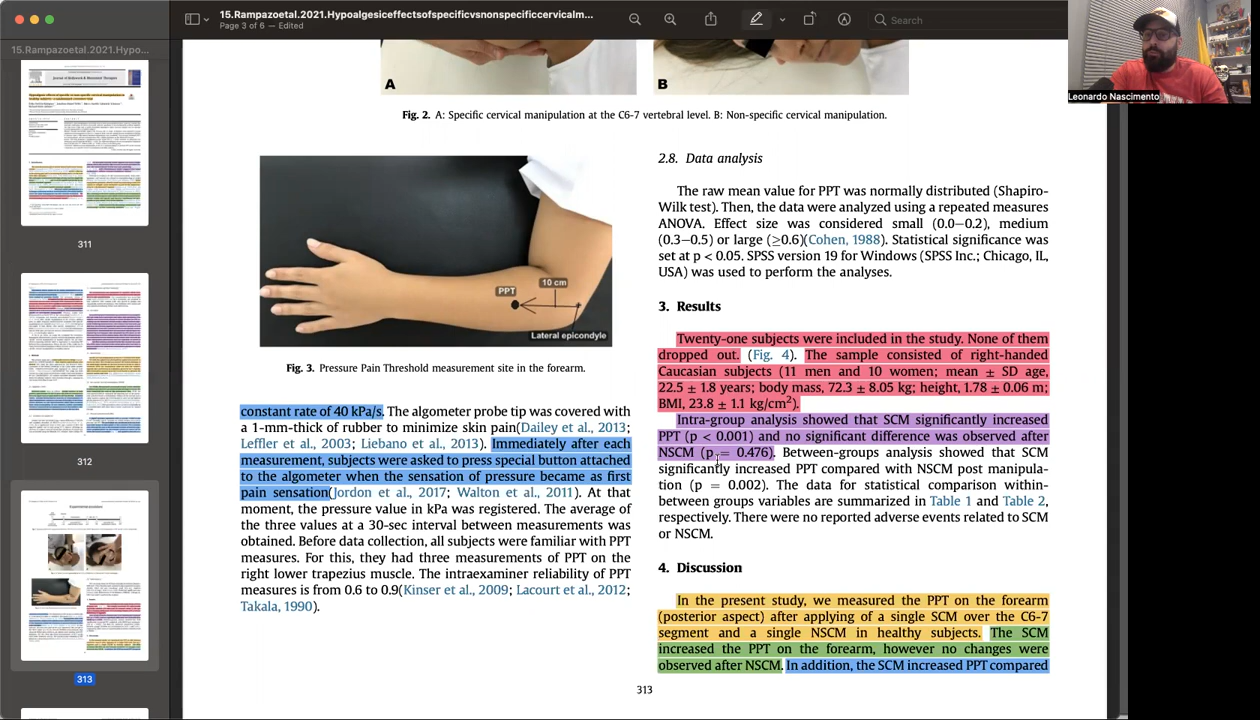 15.Rampazoetal.2021.Hypoalgesiceffectsofspecificvsnonspecificcervicalm...
Page 3 of 6 – Edited
Search
15.Rampazoetal.2021.Hypo...
311
312
313
Leonardo Nascimento
A
B
Fig. 2. A: Specific cervical manipulation at the C6-7 vertebral level. B: Non-specific cervical manipulation.
PPT
10 cm
Lateral epicondyle
Fig. 3. Pressure Pain Threshold measurement site in the forearm.
constant rate of 40 kPa/s. The algometer probe tip was covered with
a 1-mm-thick of rubber to minimize skin pain(Dailey et al., 2013;
Leffler et al., 2003; Liebano et al., 2013). Immediately after each
measurement, subjects were asked to press special button attached
to the algometer when the sensation of pressure became as first
pain sensation(Jordon et al., 2017; Walton et al., 2011). At that
moment, the pressure value in kPa was registered. The average of
the three values at a 30-sec interval between measurements was
obtained. Before data collection, all subjects were familiar with PPT
measures. For this, they had three measurements of PPT on the
right lower trapezius muscle. The intraexaminer reliability of PPT
measures is from 0.6 to 0.9(Kinser et al., 2009; Lacourt et al., 2012;
Takala, 1990).
2.8. Data analysis
The raw mean value for PPT was normally distributed (Shapiro-
Wilk test). Then, the data were analyzed using a repeated measures
ANOVA. Effect size was considered small (0.0–0.2), medium
(0.3–0.5) or large (≥0.6)(Cohen, 1988). Statistical significance was
set at p < 0.05. SPSS version 19 for Windows (SPSS Inc.; Chicago, IL,
USA) was used to perform the analyses.
3. Results
Twenty-one subjects were included in the study. None of them
dropped out. (Fig. 4). The sample consisted of right-handed
Caucasian subjects (11 men and 10 women; mean ± SD age,
22.5 ± 1.8 years; body mass, 72.3 ± 8.05 kg; height, 1.78 ± 0.06 m;
BMI, 23.8 ± 1.1 kg/cm²).
Intra-group analysis showed that SCM significantly increased
PPT (p < 0.001) and no significant difference was observed after
NSCM (p = 0.476). Between-groups analysis showed that SCM
significantly increased PPT compared with NSCM post manipula-
tion (p = 0.002). The data for statistical comparison within-
between groups variables are summarized in Table 1 and Table 2,
respectively. There were no reported adverse events related to SCM
or NSCM.
4. Discussion
In the present study, we measured the PPT on the forearm
(posterior aspect) after applying of a single SCM over the C6-7
segment and a single NSCM in healthy subjects. The SCM
increased the PPT on the forearm, however no changes were
observed after NSCM. In addition, the SCM increased PPT compared
313